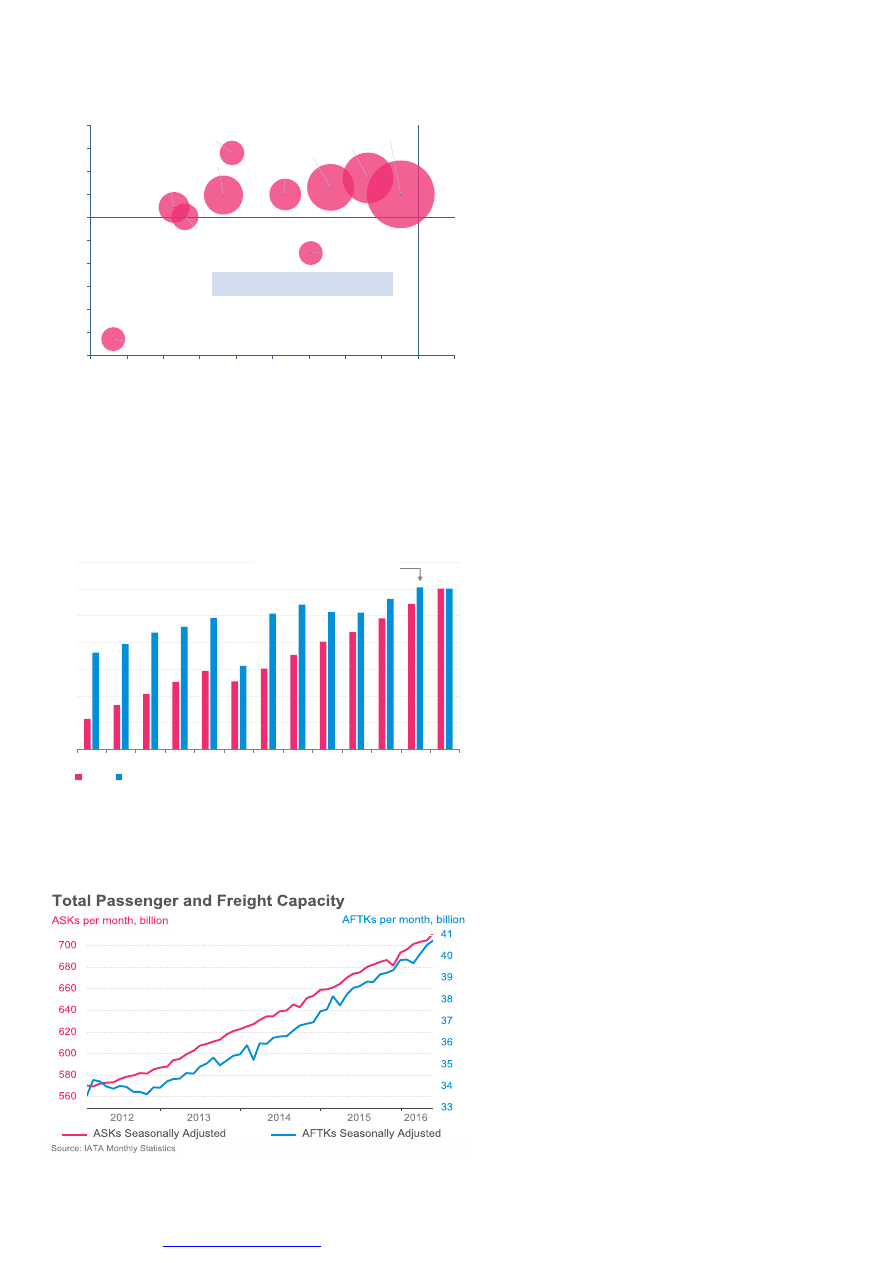 Total Passenger and Freight Capacity
ASKs per month, billion
AFTKs per month, billion
41
700
40
680
39
660
38
640
37
620
36
600
35
580
34
560
33
2012 2013 2014 2015 2016
ASKs Seasonally Adjusted AFTKs Seasonally Adjusted
Source: IATA Monthly Statistics